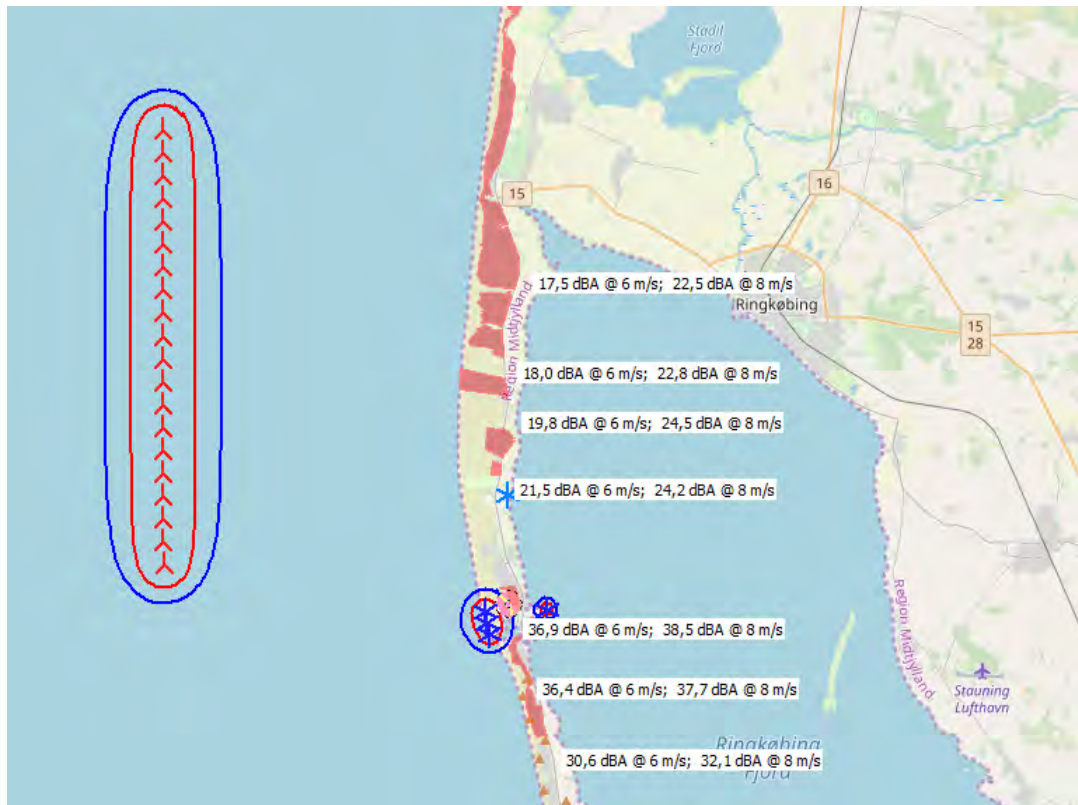 Stadil
Fjord
15
16
17,5 dBA @ 6 m/s; 22,5 dBA @ 8 m/s
Ringkøbing
15
28
Region Midtjylland
18,0 dBA @ 6 m/s; 22,8 dBA @ 8 m/s
19,8 dBA @ 6 m/s; 24,5 dBA @ 8 m/s
21,5 dBA @ 6 m/s; 24,2 dBA @ 8 m/s
36,9 dBA @ 6 m/s; 38,5 dBA @ 8 m/s
Region Midtjylland
36,4 dBA @ 6 m/s; 37,7 dBA @ 8 m/s
Stauning
Lufthavn
Ringkøbing
Fjord
30,6 dBA @ 6 m/s; 32,1 dBA @ 8 m/s